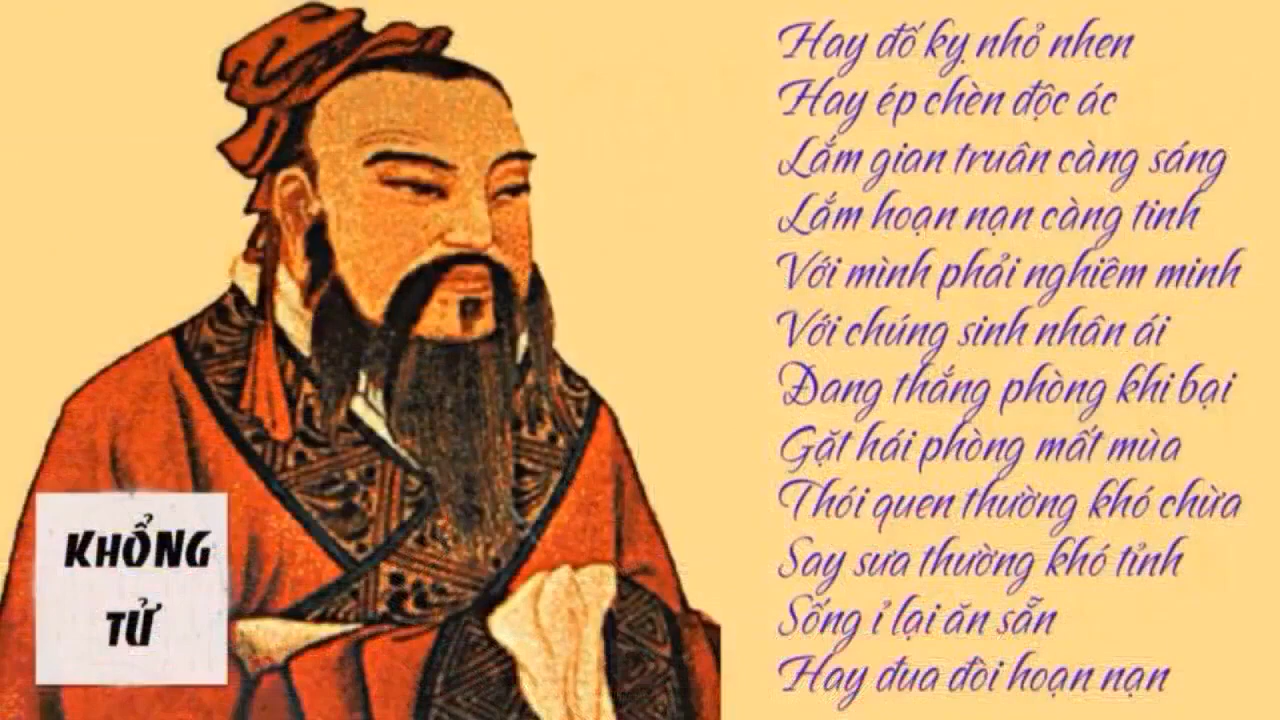 KHỔNG
TỬ
Hay đố kỵ nhỏ nhen
Hay ép chèn độc ác
Lắm gian truân càng sáng
Lắm hoạn nạn càng tinh
Với mình phải nghiêm minh
Với chúng sinh nhân ái
Đang thắng phòng khi bại
Gặt hái phòng mất mùa
Thói quen thường khó chừa
Say sưa thường khó tỉnh
Sống ỉ lại ăn sẵn
Hay đua đòi hoạn nạn